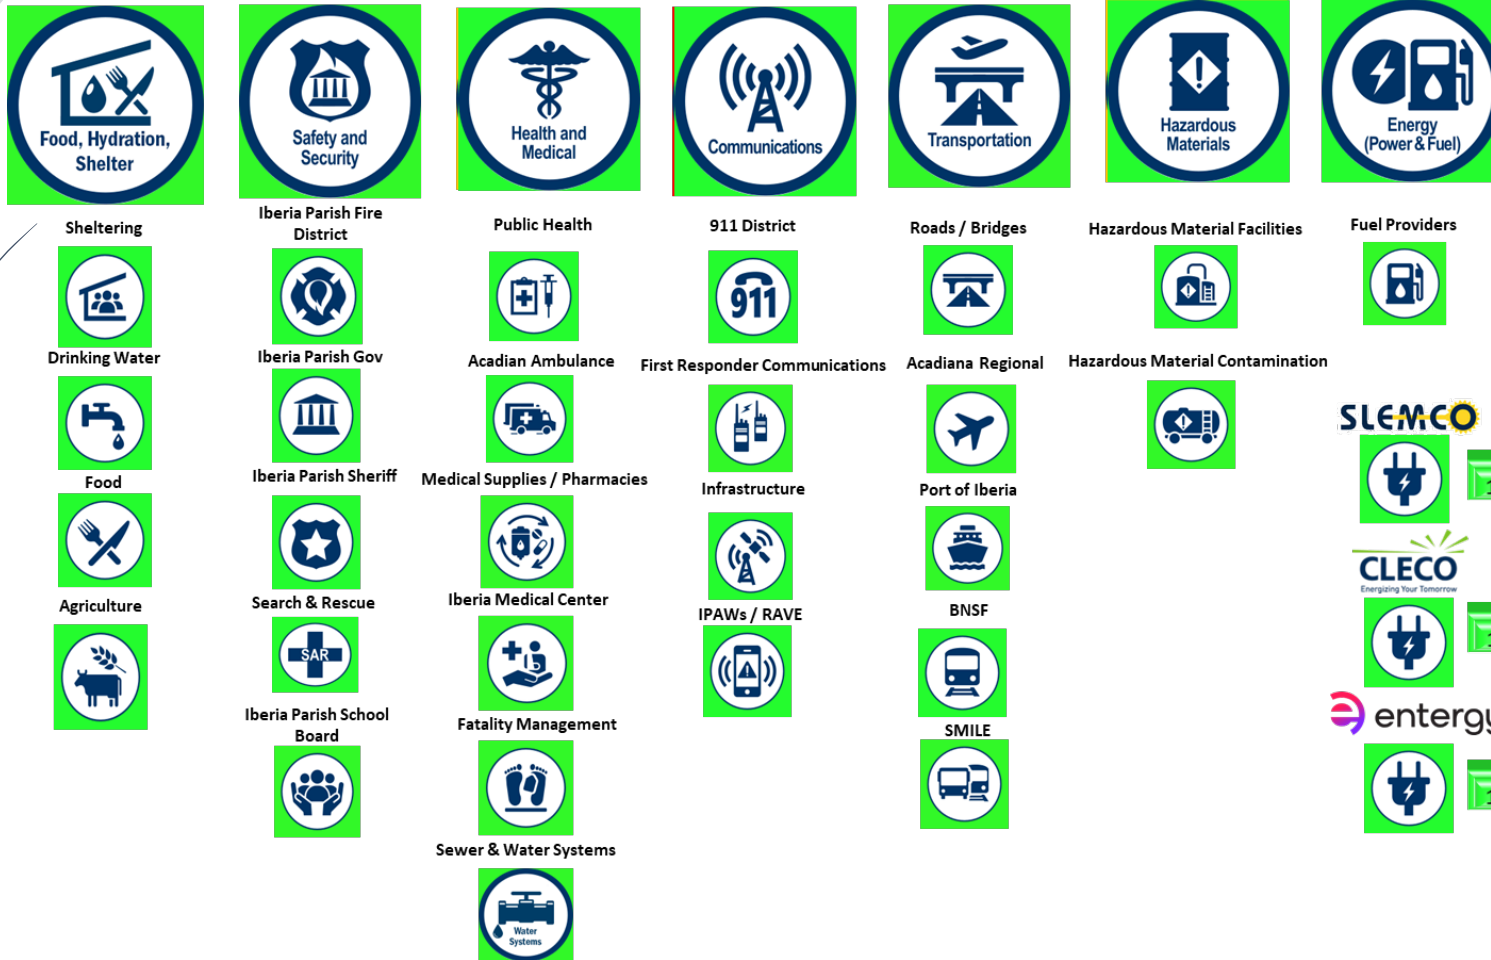 Food, Hydration,
Shelter
Sheltering
Drinking Water
Food
Agriculture
Safety and
Security
Iberia Parish Fire
District
Iberia Parish Gov
Iberia Parish Sheriff
Search & Rescue
SAR
Iberia Parish School
Board
Health and
Medical
Public Health
Acadian Ambulance
Medical Supplies / Pharmacies
Iberia Medical Center
Fatality Management
Sewer & Water Systems
Water
Systems
Communications
911 District
911
First Responder Communications
Infrastructure
IPAWs / RAVE
Transportation
Roads / Bridges
Acadiana Regional
Port of Iberia
BNSF
SMILE
Hazardous
Materials
Hazardous Material Facilities
Hazardous Material Contamination
Energy
(Power & Fuel)
Fuel Providers
SLEMCO
1
CLECO
Energizing Your Tomorrow
1
entergy
1